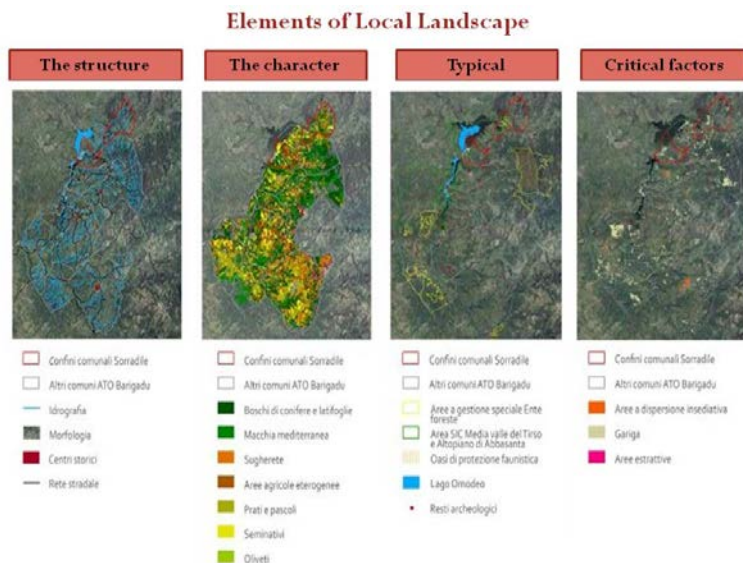 Elements of Local Landscape
The structure
The character
Typical
Critical factors
Confini comunali Sorradile
Altri comuni ATO Barigadu
Idrografia
Morfologia
Centri storici
Rete stradale
Confini comunali Sorradile
Altri comuni ATO Barigadu
Boschi di conifere e latifoglie
Macchia mediterranea
Sugherete
Aree agricole eterogenee
Prati e pascoli
Seminativi
Oliveti
Confini comunali Sorradile
Altri comuni ATO Barigadu
Aree a gestione speciale Ente
foreste
Area SIC Media valle del Tirso
e Altopiano di Abbasanta
Oasi di protezione faunistica
Lago Omodeo
Resti archeologici
Confini comunali Sorradile
Altri comuni ATO Barigadu
Aree a dispersione insediativa
Gariga
Aree estrattive